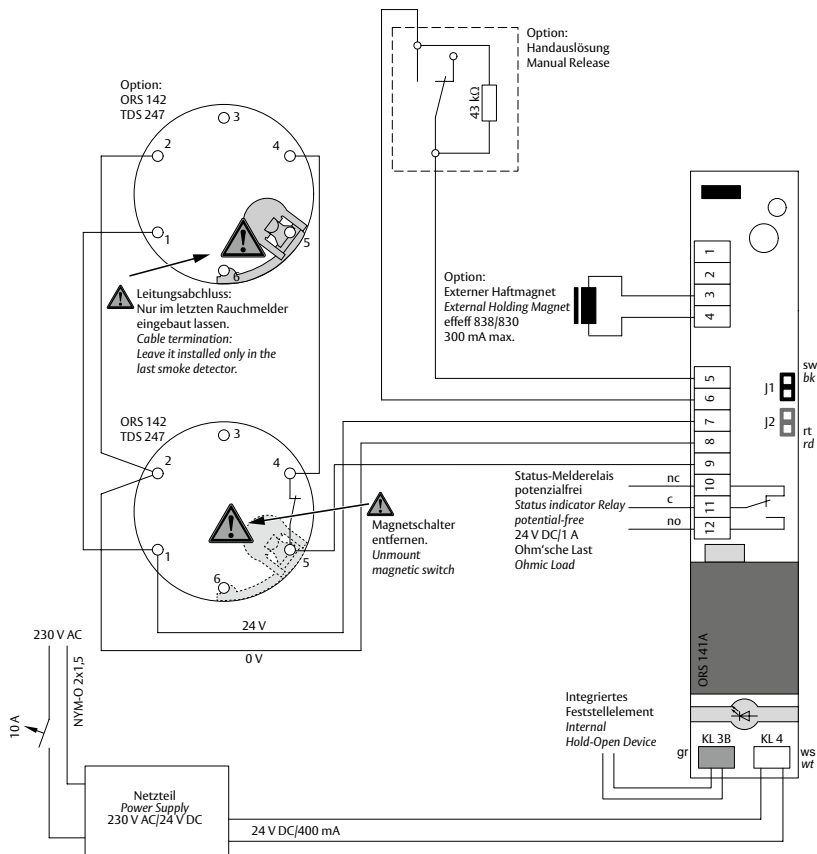 Option:
Handauslösung
Manual Release
43 kΩ
Option:
ORS 142
TDS 247
3
2
4
1
5
6
Leitungsabschluss:
Nur im letzten Rauchmelder
eingebaut lassen.
Cable termination:
Leave it installed only in the
last smoke detector.
Option:
Externer Haftmagnet
External Holding Magnet
effeff 838/830
300 mA max.
1
2
3
4
5
6
7
8
9
10
11
12
J1
sw
bk
J2
rt
rd
ORS 142
TDS 247
3
2
4
1
5
6
Magnetschalter
entfernen.
Unmount
magnetic switch
Status-Melderelais
potenzialfrei
Status indicator Relay
potential-free
24 V DC/1 A
Ohm'sche Last
Ohmic Load
nc
c
no
24 V
0 V
230 V AC
NYM-O 2x1,5
10 A
ORS 141A
Integriertes
Feststellelement
Internal
Hold-Open Device
gr
KL 3B
KL 4
ws
wt
Netzteil
Power Supply
230 V AC/24 V DC
24 V DC/400 mA